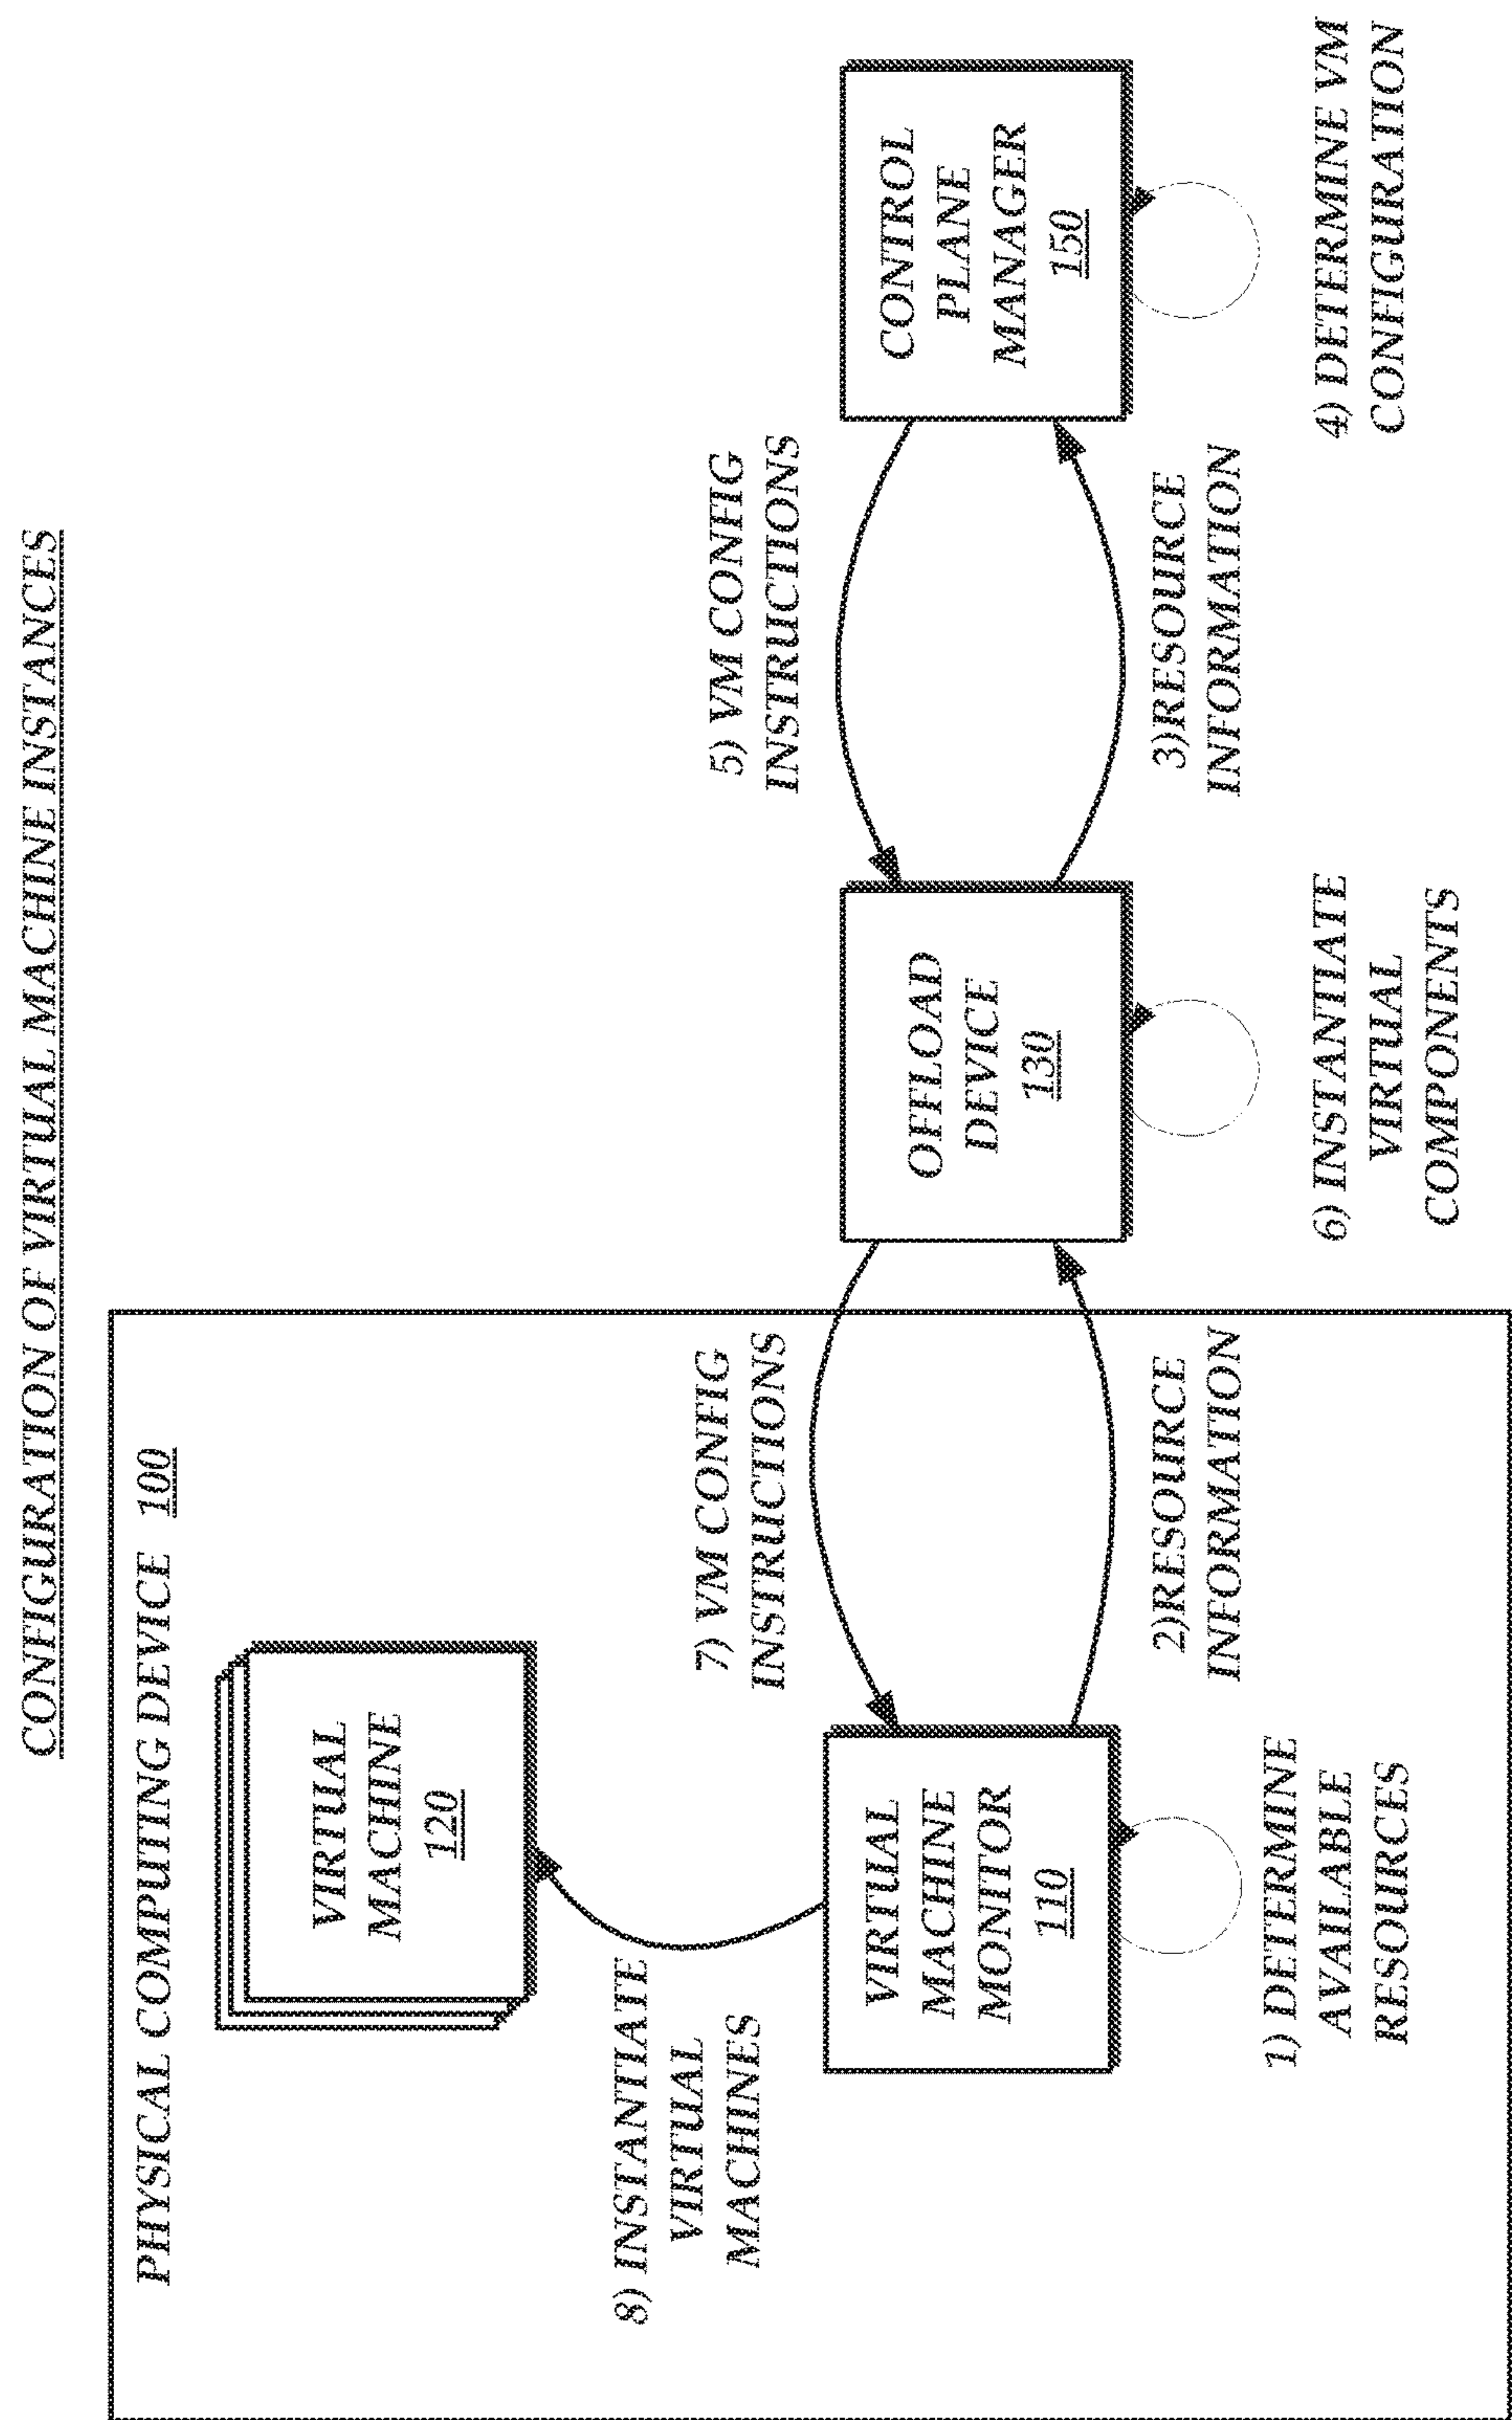 CONFIGURATION OF VIRTUAL MACHINE INSTANCES
PHYSICAL COMPUTING DEVICE 100
VIRTUAL
MACHINE
120
8) INSTANTIATE
VIRTUAL
MACHINES
VIRTUAL
MACHINE
MONITOR
110
1) DETERMINE
AVAILABLE
RESOURCES
7) VM CONFIG
INSTRUCTIONS
2)RESOURCE
INFORMATION
OFFLOAD
DEVICE
130
6) INSTANTIATE
VIRTUAL
COMPONENTS
5) VM CONFIG
INSTRUCTIONS
3)RESOURCE
INFORMATION
CONTROL
PLANE
MANAGER
150
4) DETERMINE VM
CONFIGURATION